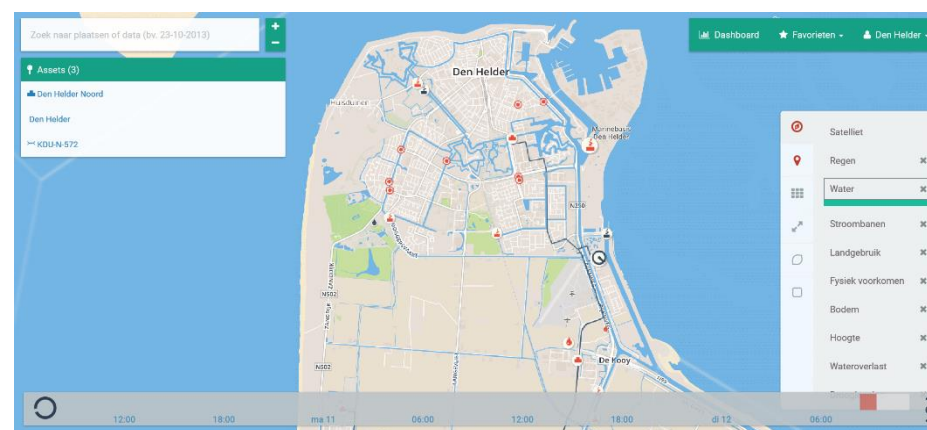 Zoek naar plaatsen of data (bv. 23-10-2013)
+
−
Dashboard
Favorieten
Den Helder
Assets (3)
Den Helder Noord
Den Helder
KDU-N-572
Den Helder
Huisduinen
Marinebasis
Den Helder
N250
N502
N502
De Kooy
Satelliet
Regen
Water
Stroombanen
Landgebruik
Fysiek voorkomen
Bodem
Hoogte
Wateroverlast
12:00
18:00
ma 11
06:00
12:00
18:00
di 12
06:00